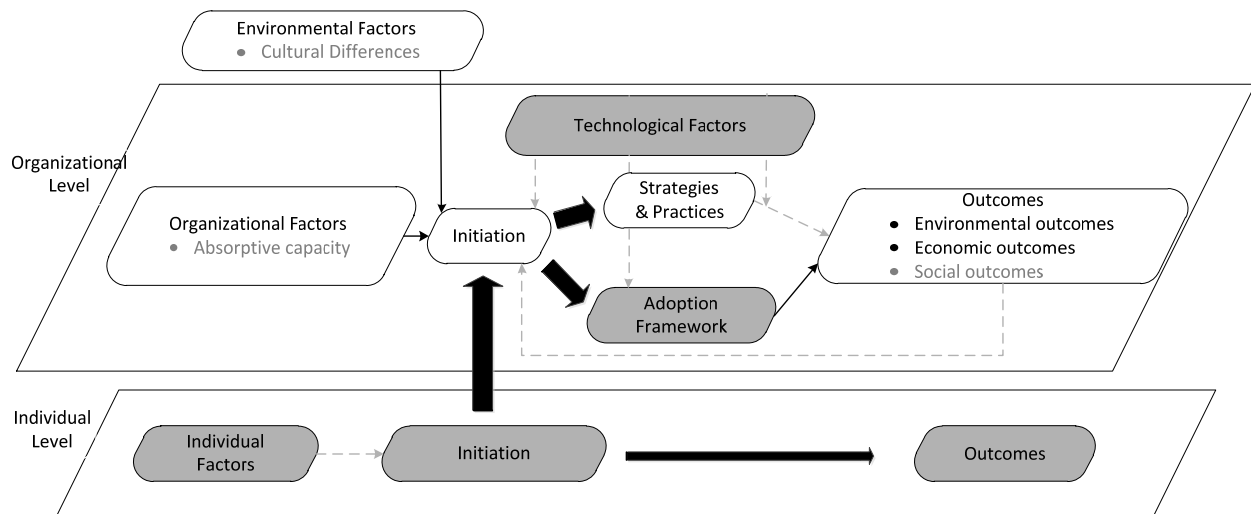 Environmental Factors
● Cultural Differences
Technological Factors
Organizational
Level
Strategies
& Practices
Outcomes
● Environmental outcomes
● Economic outcomes
● Social outcomes
Organizational Factors
● Absorptive capacity
Initiation
Adoption
Framework
Individual
Level
Individual
Factors
Initiation
Outcomes